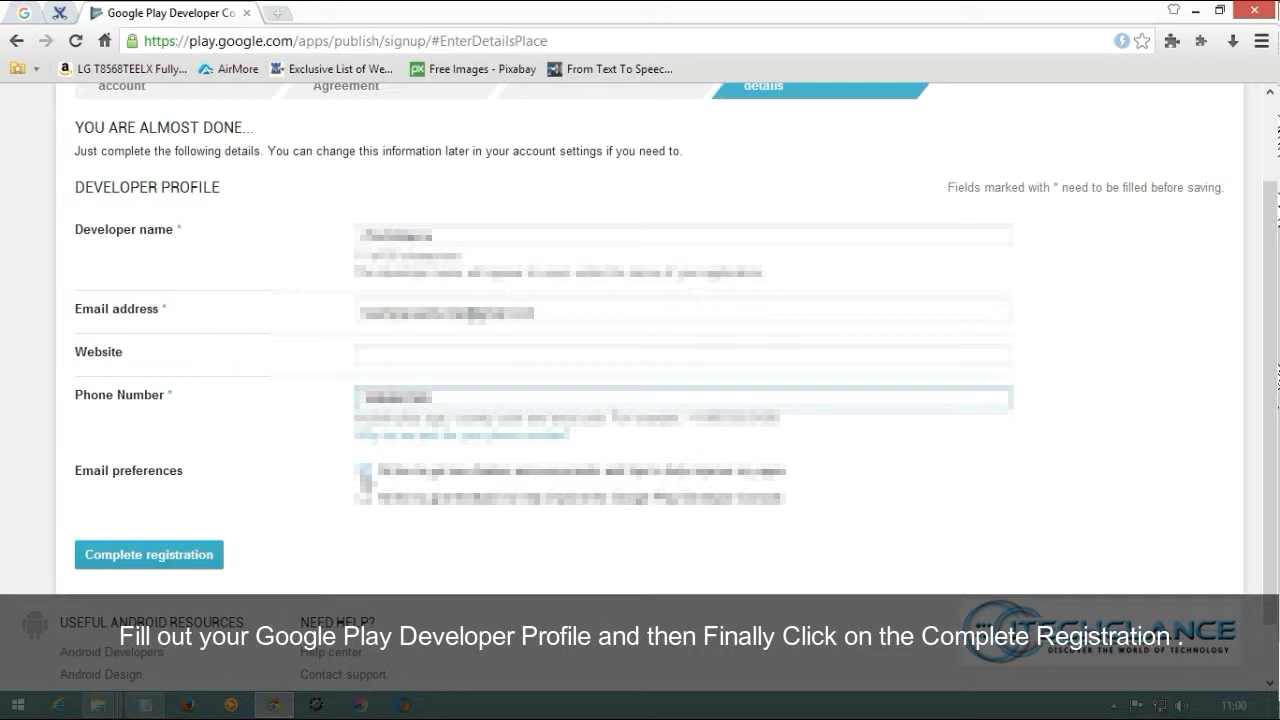 Google Play Developer Co
https://play.google.com/apps/publish/signup/#EnterDetailsPlace
LG T8568TEELX Fully... AirMore Exclusive List of We... Free Images - Pixabay From Text To Speec...
account Agreement details
YOU ARE ALMOST DONE...
Just complete the following details. You can change this information later in your account settings if you need to.
DEVELOPER PROFILE
Fields marked with * need to be filled before saving.
Developer name *
Email address *
Website
Phone Number *
Email preferences
Complete registration
USEFUL ANDROID RESOURCES NEED HELP?
Fill out your Google Play Developer Profile and then Finally Click on the Complete Registration.
Android Developers Help center
Android Design Contact support
ITECHGLANCE
DISCOVER THE WORLD OF TECHNOLOGY
11:00